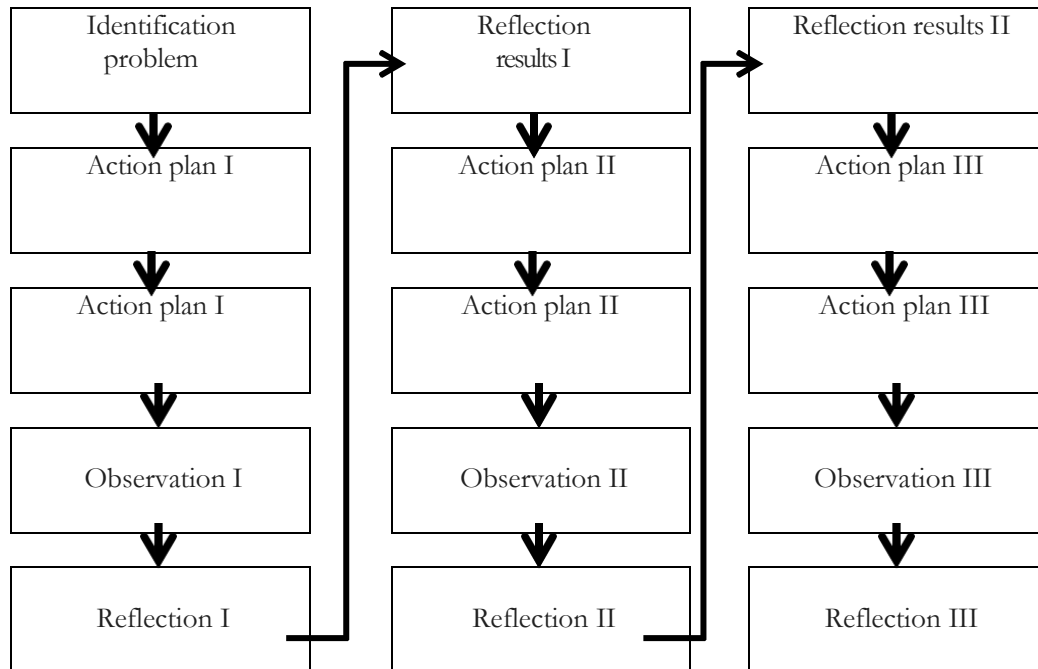 Identification
problem
Action plan I
Action plan I
Observation I
Reflection I
Reflection
results I
Action plan II
Action plan II
Observation II
Reflection II
Reflection results II
Action plan III
Action plan III
Observation III
Reflection III